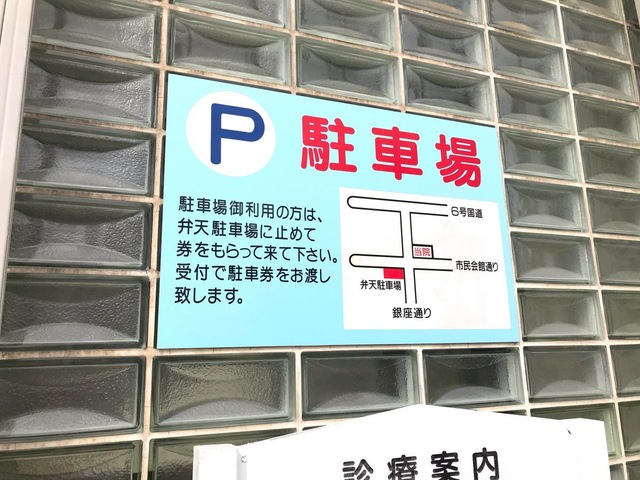 P 駐車場
駐車場御利用の方は、
弁天駐車場に止めて
券をもらって来て下さい。
受付で駐車券をお渡し
致します。
6号国道
当院
市民会館通り
弁天駐車場
銀座通り
診療案内